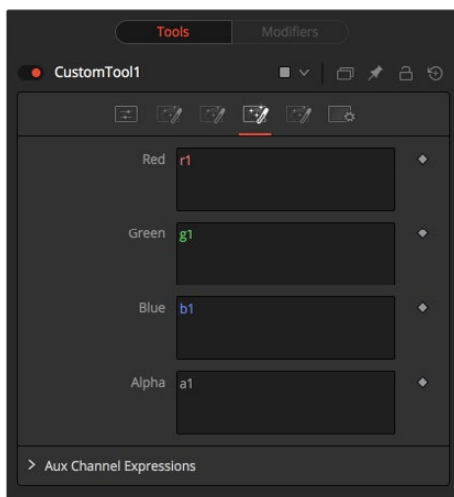 Tools
Modifiers
CustomTool1
Red
r1
Green
g1
Blue
b1
Alpha
a1
Aux Channel Expressions